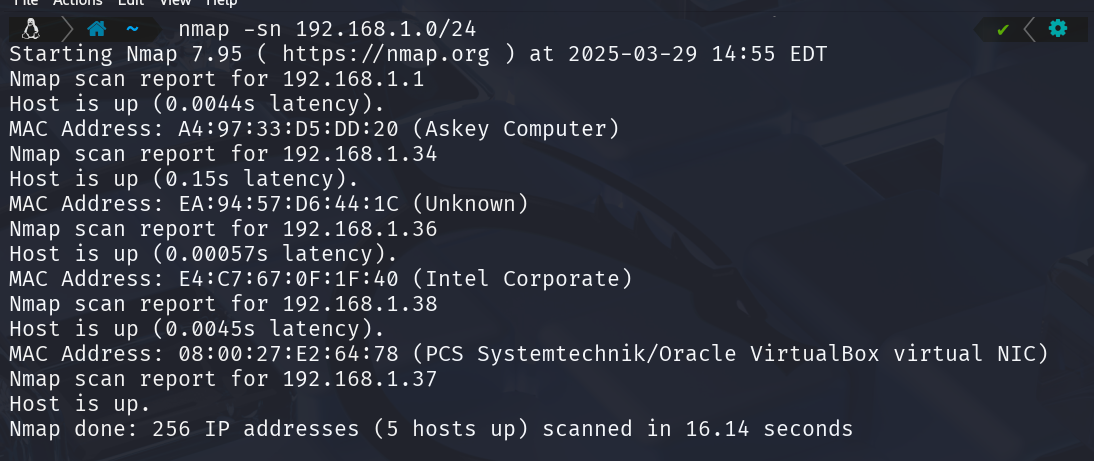 File Actions Edit View Help
~ nmap -sn 192.168.1.0/24
Starting Nmap 7.95 ( https://nmap.org ) at 2025-03-29 14:55 EDT
Nmap scan report for 192.168.1.1
Host is up (0.0044s latency).
MAC Address: A4:97:33:D5:DD:20 (Askey Computer)
Nmap scan report for 192.168.1.34
Host is up (0.15s latency).
MAC Address: EA:94:57:D6:44:1C (Unknown)
Nmap scan report for 192.168.1.36
Host is up (0.00057s latency).
MAC Address: E4:C7:67:0F:1F:40 (Intel Corporate)
Nmap scan report for 192.168.1.38
Host is up (0.0045s latency).
MAC Address: 08:00:27:E2:64:78 (PCS Systemtechnik/Oracle VirtualBox virtual NIC)
Nmap scan report for 192.168.1.37
Host is up.
Nmap done: 256 IP addresses (5 hosts up) scanned in 16.14 seconds